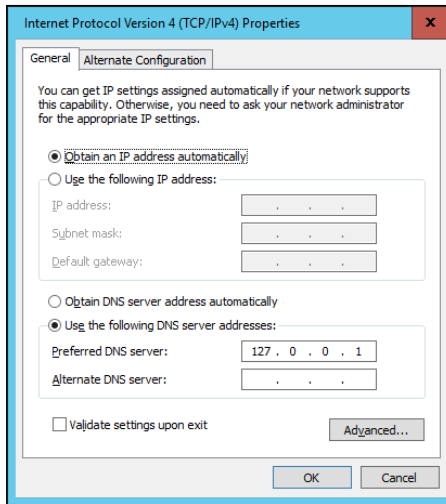 Internet Protocol Version 4 (TCP/IPv4) Properties
x
General
Alternate Configuration
You can get IP settings assigned automatically if your network supports
this capability. Otherwise, you need to ask your network administrator
for the appropriate IP settings.
Obtain an IP address automatically
Use the following IP address:
IP address:
. . .
Subnet mask:
. . .
Default gateway:
. . .
Obtain DNS server address automatically
Use the following DNS server addresses:
Preferred DNS server:
127 . 0 . 0 . 1
Alternate DNS server:
. . .
Validate settings upon exit
Advanced...
OK
Cancel